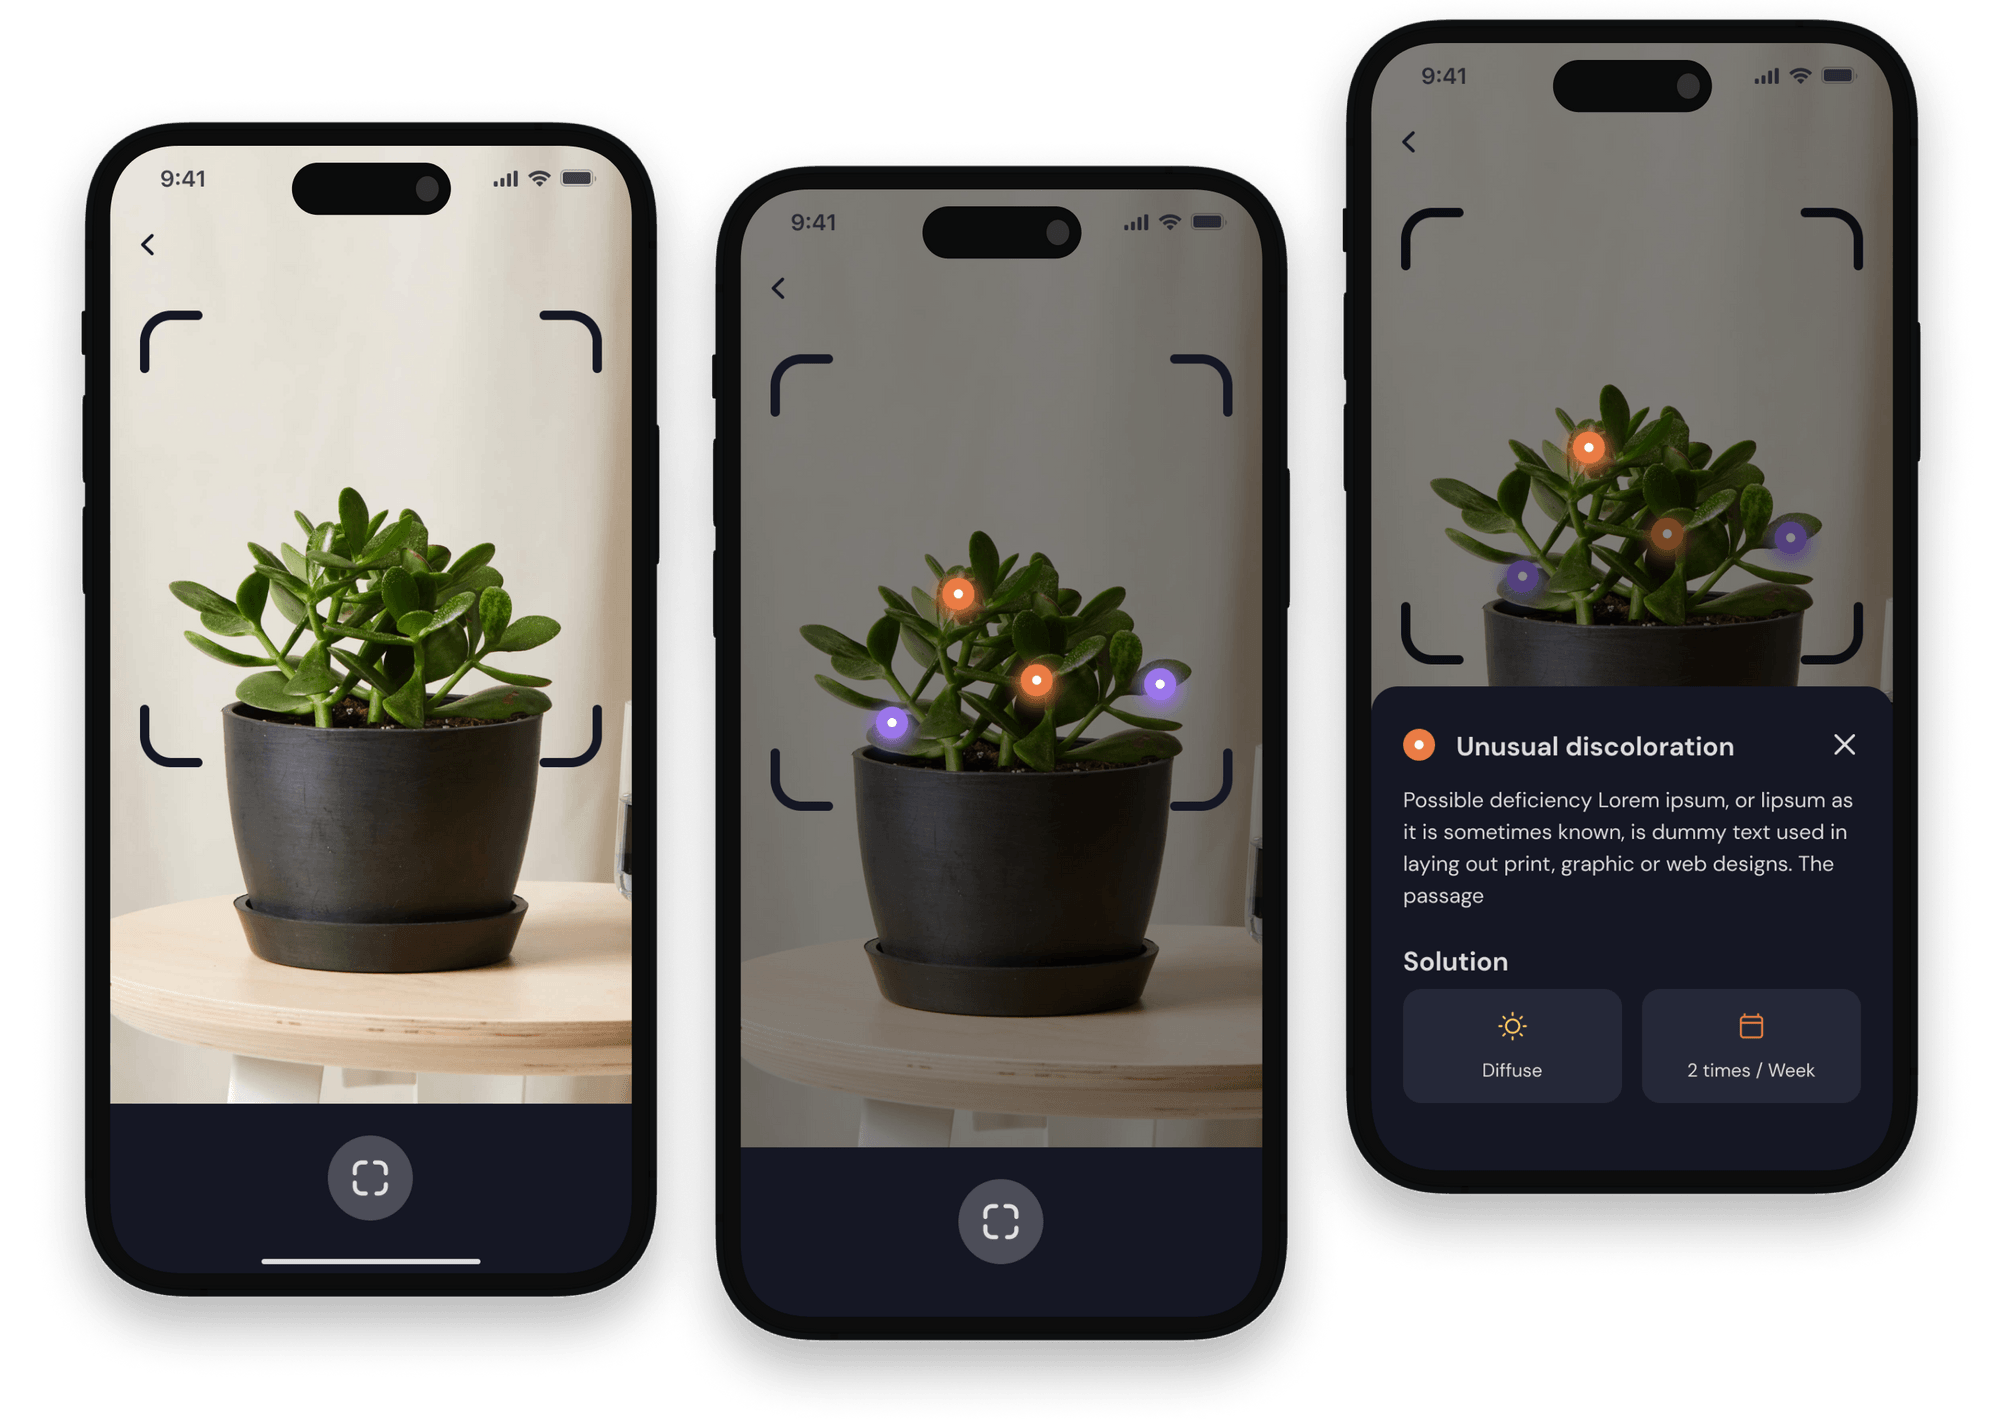 9:41
9:41
9:41
Unusual discoloration
Possible deficiency Lorem ipsum, or lipsum as
it is sometimes known, is dummy text used in
laying out print, graphic or web designs. The
passage
Solution
Diffuse
2 times / Week